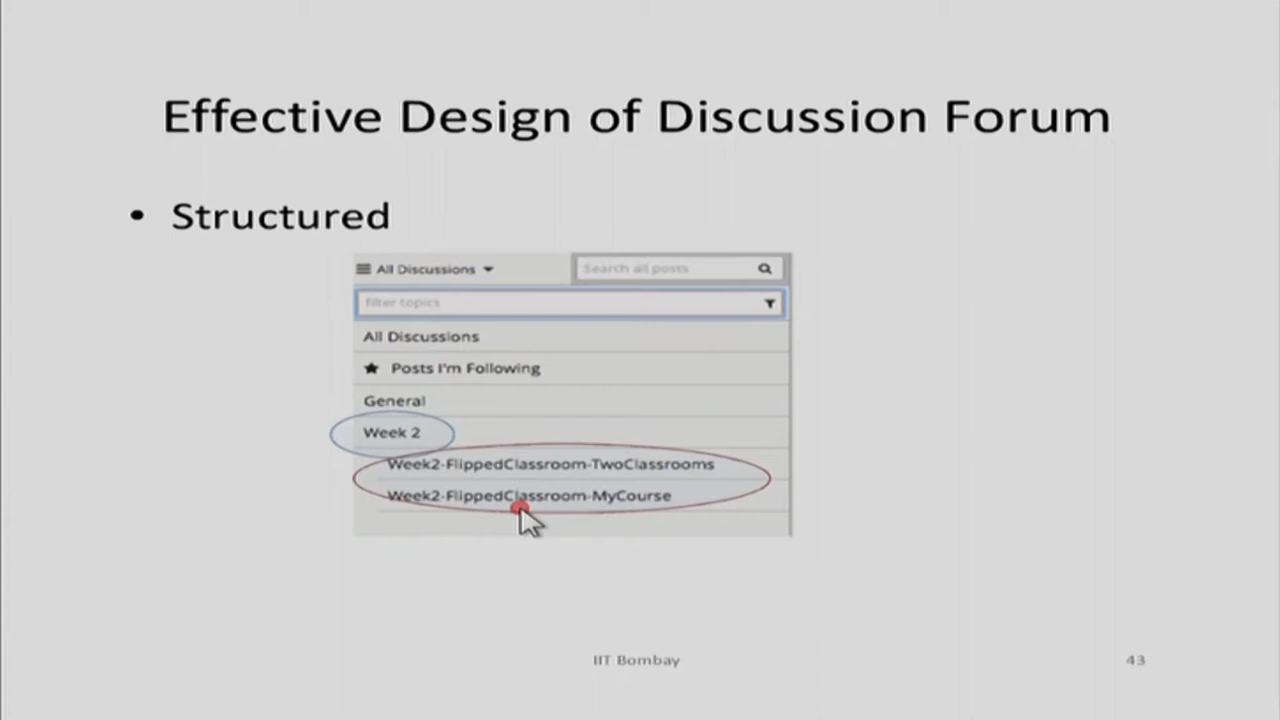 Effective Design of Discussion Forum
• Structured
All Discussions
Search all posts
filter topics
All Discussions
Posts I'm Following
General
Week 2
Week2-FlippedClassroom-TwoClassrooms
Week2-FlippedClassroom-MyCourse
IIT Bombay
43